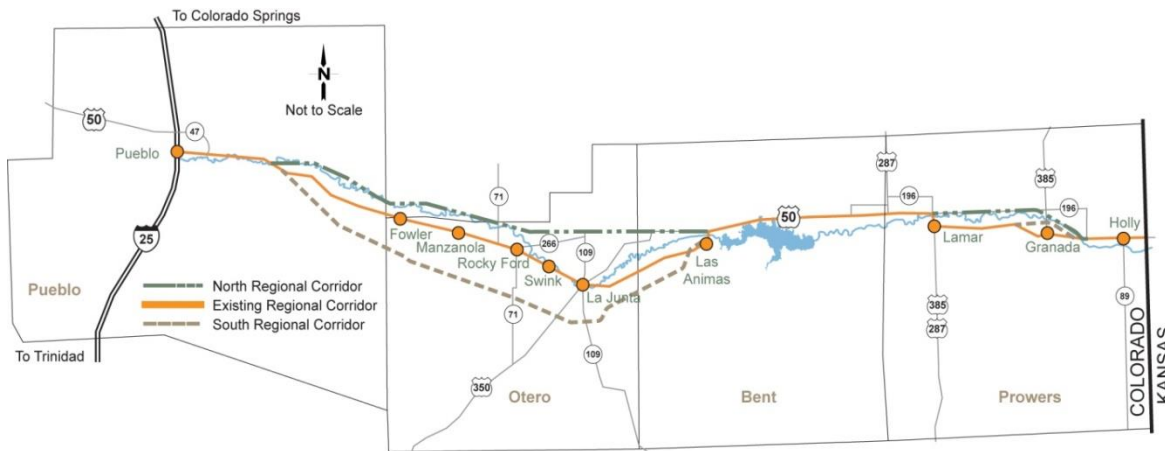 To Colorado Springs
N
Not to Scale
50
47
Pueblo
25
Pueblo
North Regional Corridor
Existing Regional Corridor
South Regional Corridor
To Trinidad
71
Fowler
Manzanola
Rocky Ford
266
109
Swink
La Junta
71
109
350
Otero
Las
Animas
50
Bent
287
196
385
196
Lamar
Granada
Holly
385
287
89
Prowers
COLORADO
KANSAS